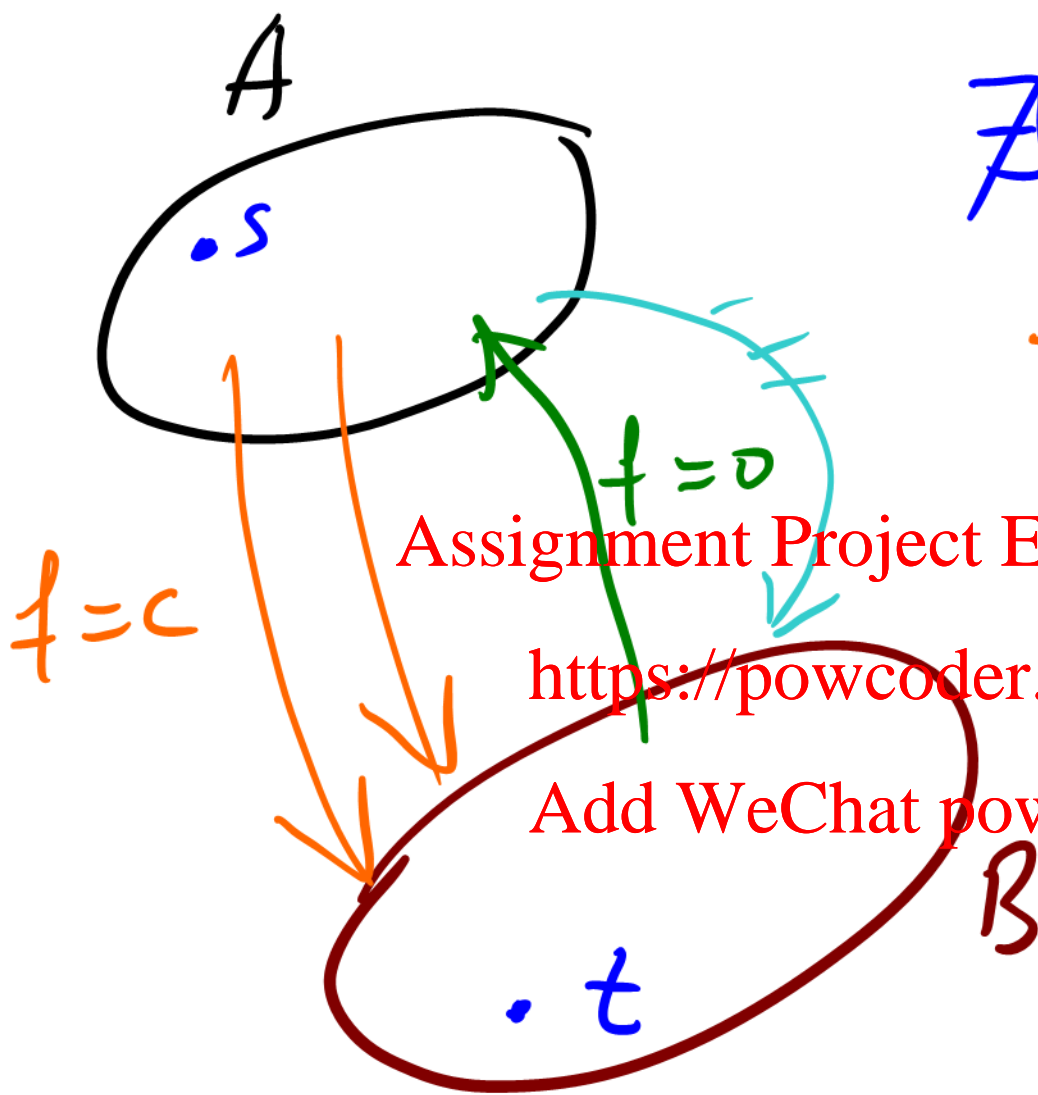 A
s
f = 0
Assignment Project E
f = c
https://powcoder.
Add WeChat pow
B
t